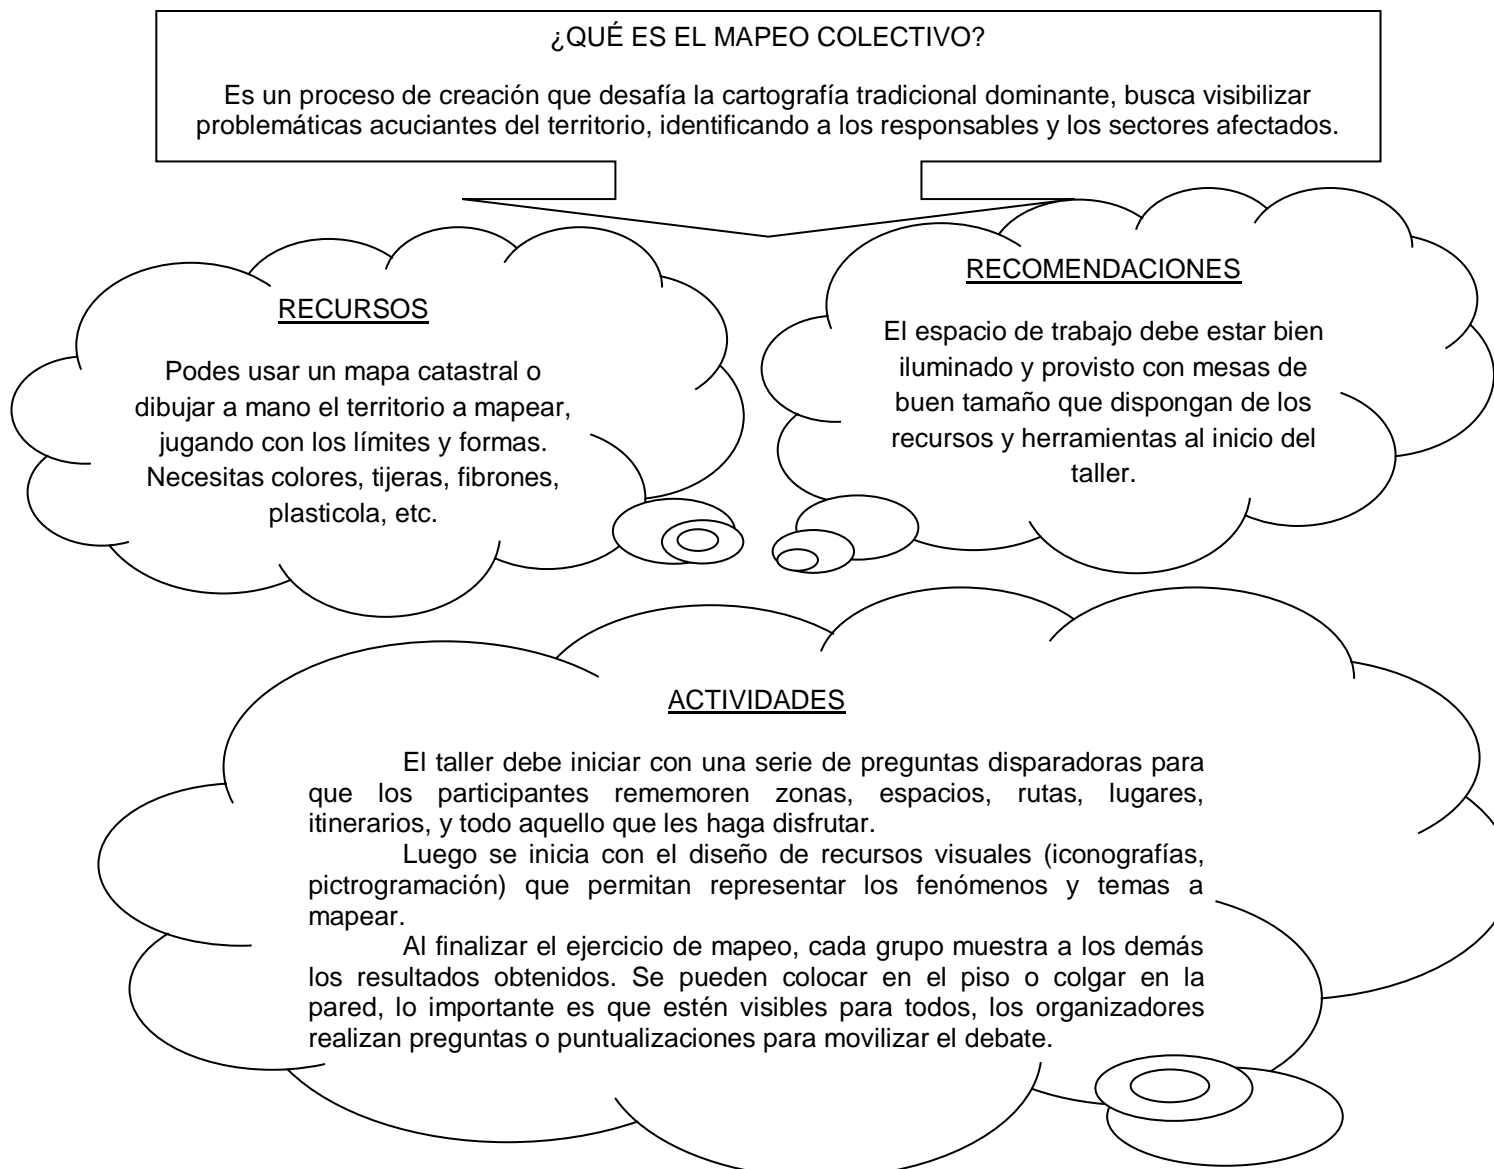 ¿QUÉ ES EL MAPEO COLECTIVO?
Es un proceso de creación que desafía la cartografía tradicional dominante, busca visibilizar
problemáticas acuciantes del territorio, identificando a los responsables y los sectores afectados.
RECURSOS
Podes usar un mapa catastral o
dibujar a mano el territorio a mapear,
jugando con los límites y formas.
Necesitas colores, tijeras, fibrones,
plasticola, etc.
RECOMENDACIONES
El espacio de trabajo debe estar bien
iluminado y provisto con mesas de
buen tamaño que dispongan de los
recursos y herramientas al inicio del
taller.
ACTIVIDADES
El taller debe iniciar con una serie de preguntas disparadoras para
que los participantes rememoren zonas, espacios, rutas, lugares,
itinerarios, y todo aquello que les haga disfrutar.
Luego se inicia con el diseño de recursos visuales (iconografías,
pictrogramación) que permitan representar los fenómenos y temas a
mapear.
Al finalizar el ejercicio de mapeo, cada grupo muestra a los demás
los resultados obtenidos. Se pueden colocar en el piso o colgar en la
pared, lo importante es que estén visibles para todos, los organizadores
realizan preguntas o puntualizaciones para movilizar el debate.